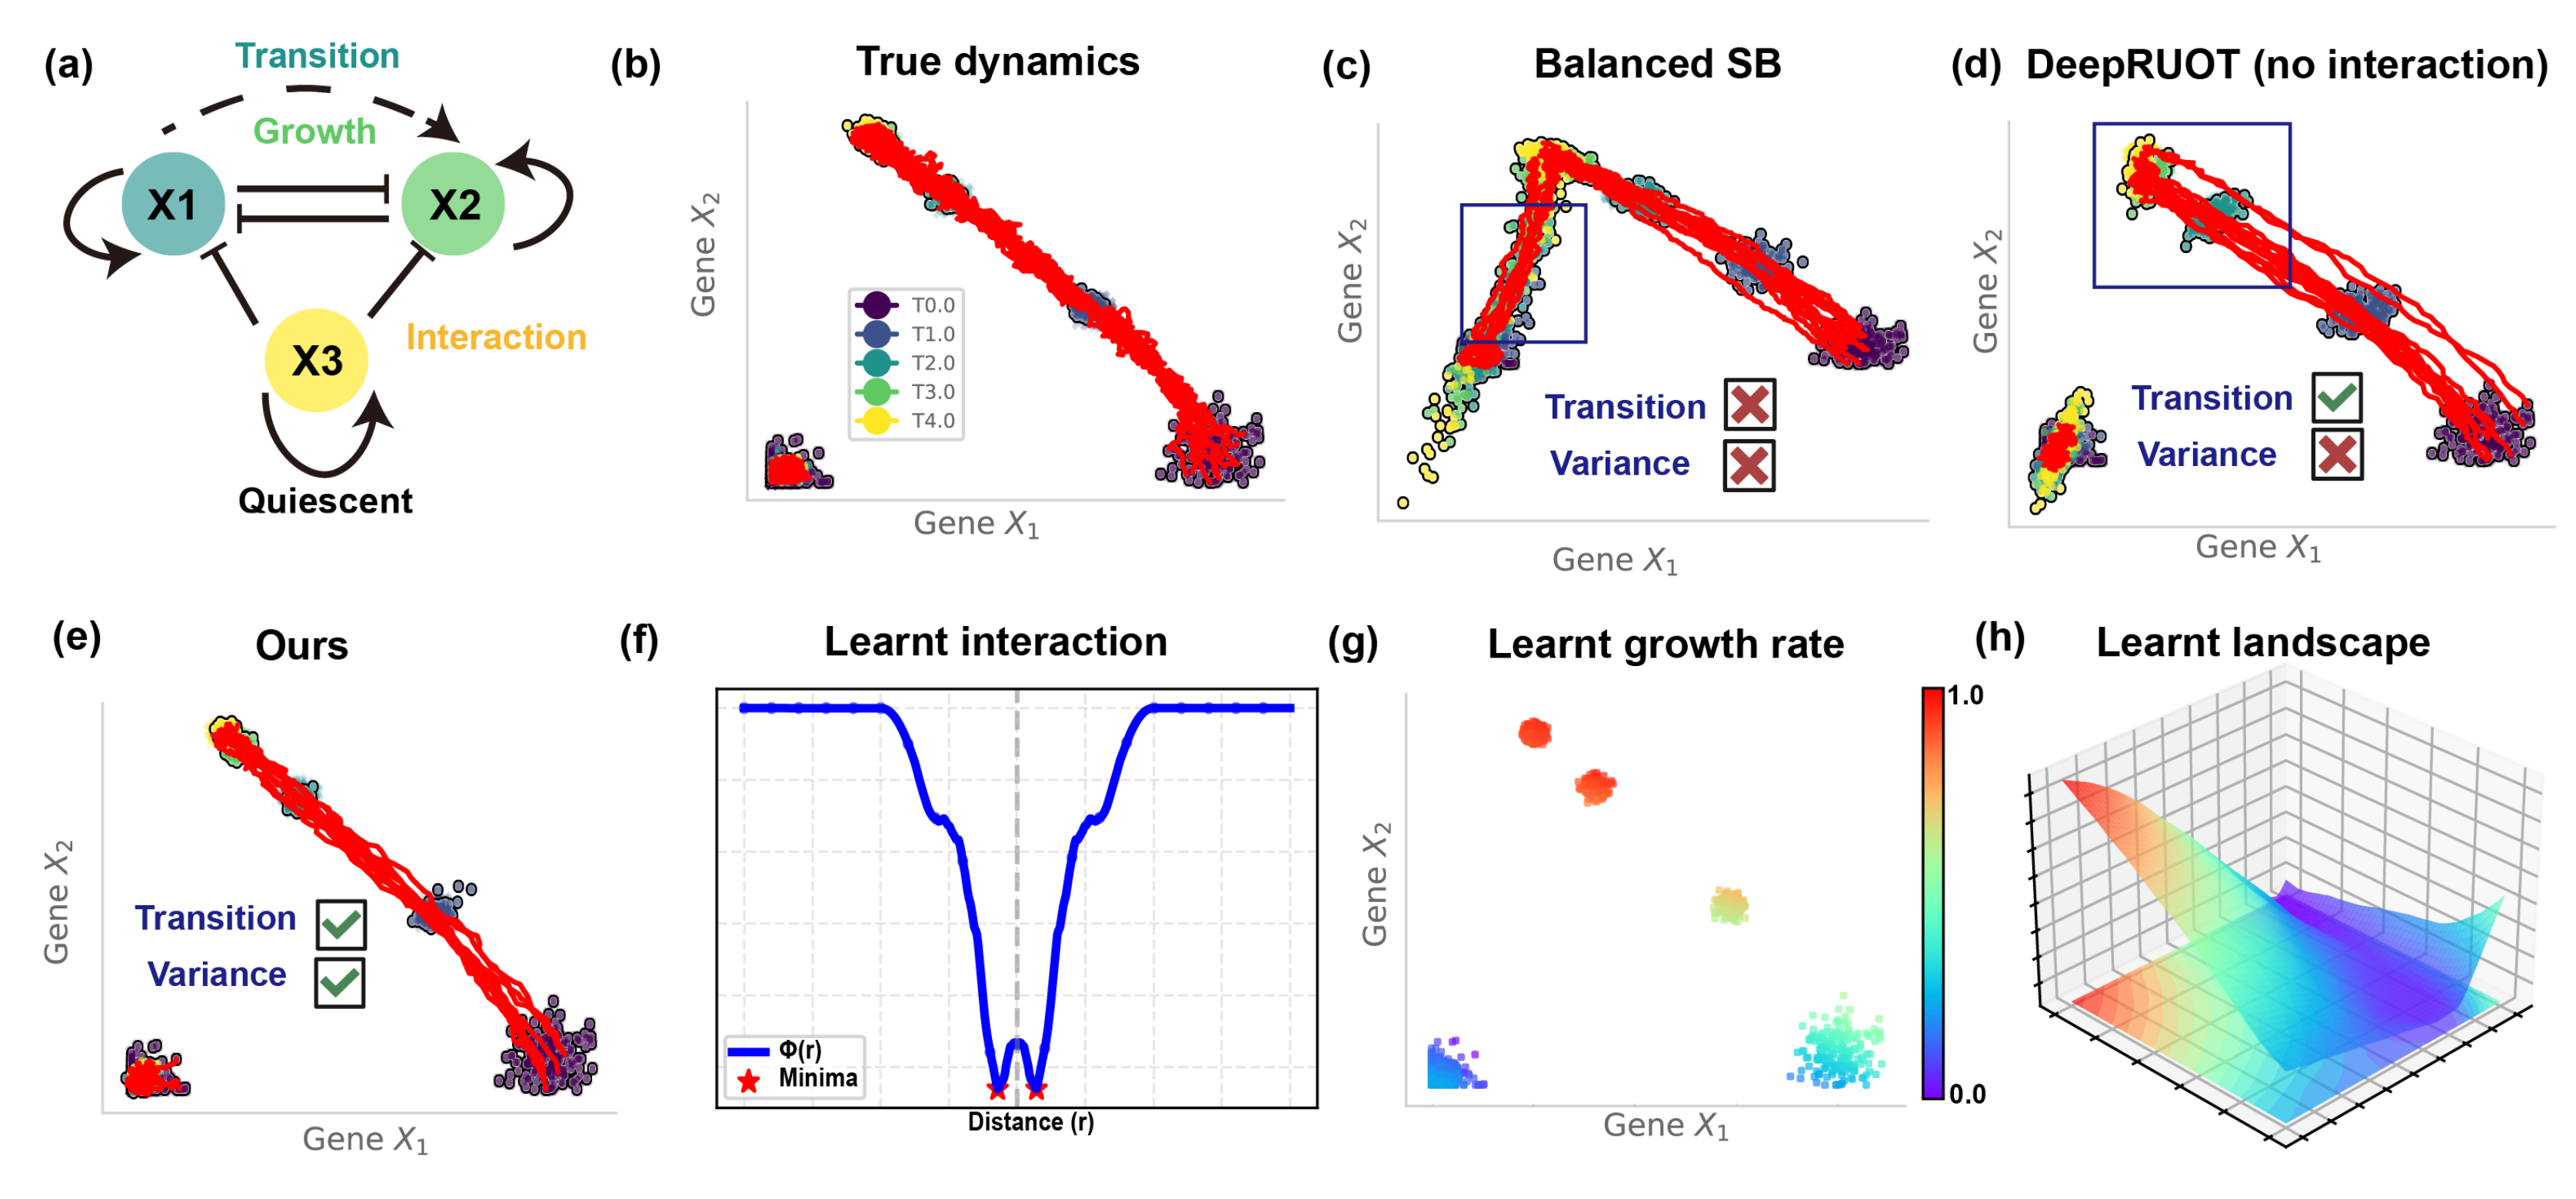 (a)
Transition
Growth
X1
X2
X3
Interaction
Quiescent
(b)
True dynamics
Gene X₂
T0.0
T1.0
T2.0
T3.0
T4.0
Gene X₁
(c)
Balanced SB
Gene X₂
Transition
Variance
Gene X₁
(d)
DeepRUOT (no interaction)
Gene X₂
Transition
Variance
Gene X₁
(e)
Ours
Gene X₂
Transition
Variance
Gene X₁
(f)
Learnt interaction
Φ(r)
Minima
Distance (r)
(g)
Learnt growth rate
Gene X₂
Gene X₁
1.0
0.0
(h)
Learnt landscape